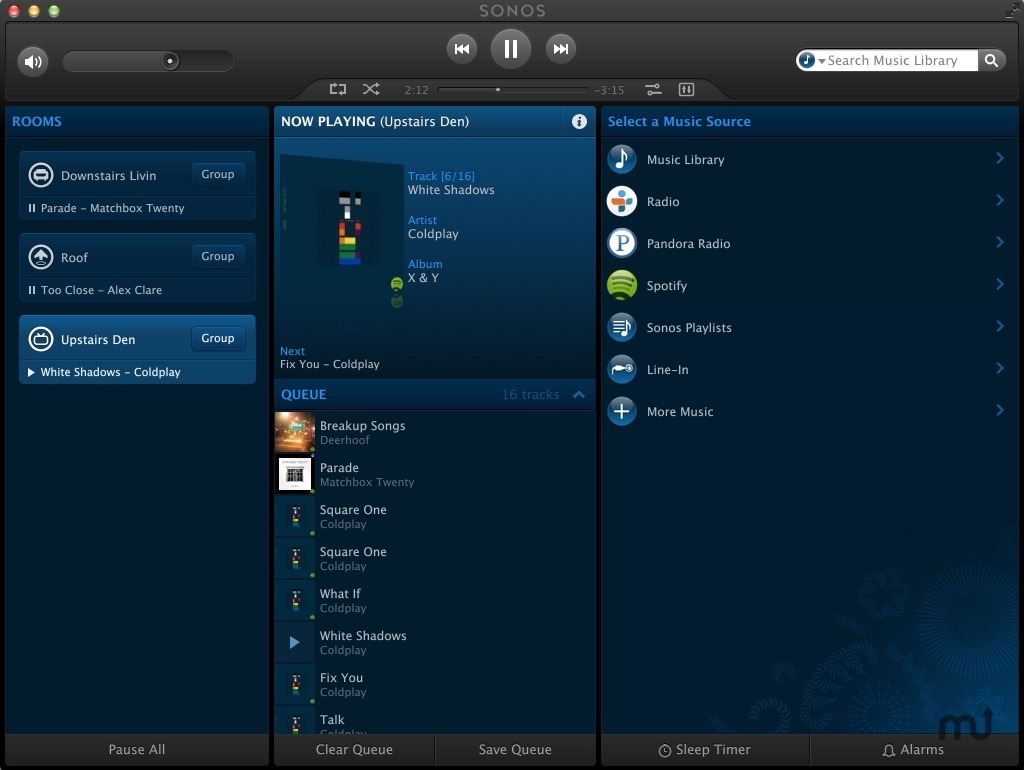 SONOS
Search Music Library
2:12
-3:15
ROOMS
Downstairs Livin
Group
Parade - Matchbox Twenty
Roof
Group
Too Close - Alex Clare
Upstairs Den
Group
White Shadows - Coldplay
Pause All
NOW PLAYING (Upstairs Den)
Track [6/16]
White Shadows
Artist
Coldplay
Album
X & Y
Next
Fix You - Coldplay
QUEUE
16 tracks
Breakup Songs
Deerhoof
Parade
Matchbox Twenty
Square One
Coldplay
Square One
Coldplay
What If
Coldplay
White Shadows
Coldplay
Fix You
Coldplay
Talk
Coldplay
Clear Queue
Save Queue
Select a Music Source
Music Library
Radio
P
Pandora Radio
Spotify
Sonos Playlists
Line-In
More Music
Sleep Timer
Alarms